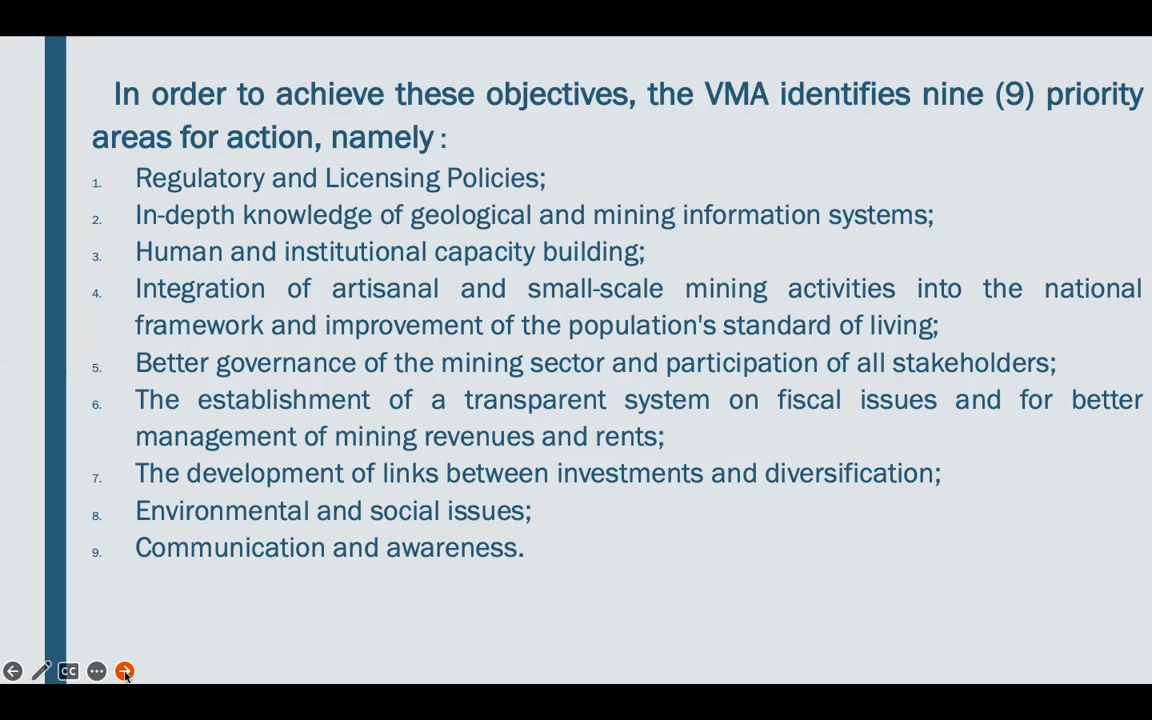 In order to achieve these objectives, the VMA identifies nine (9) priority
areas for action, namely :
1. Regulatory and Licensing Policies;
2. In-depth knowledge of geological and mining information systems;
3. Human and institutional capacity building;
4. Integration of artisanal and small-scale mining activities into the national
framework and improvement of the population's standard of living;
5. Better governance of the mining sector and participation of all stakeholders;
6. The establishment of a transparent system on fiscal issues and for better
management of mining revenues and rents;
7. The development of links between investments and diversification;
8. Environmental and social issues;
9. Communication and awareness.
CC